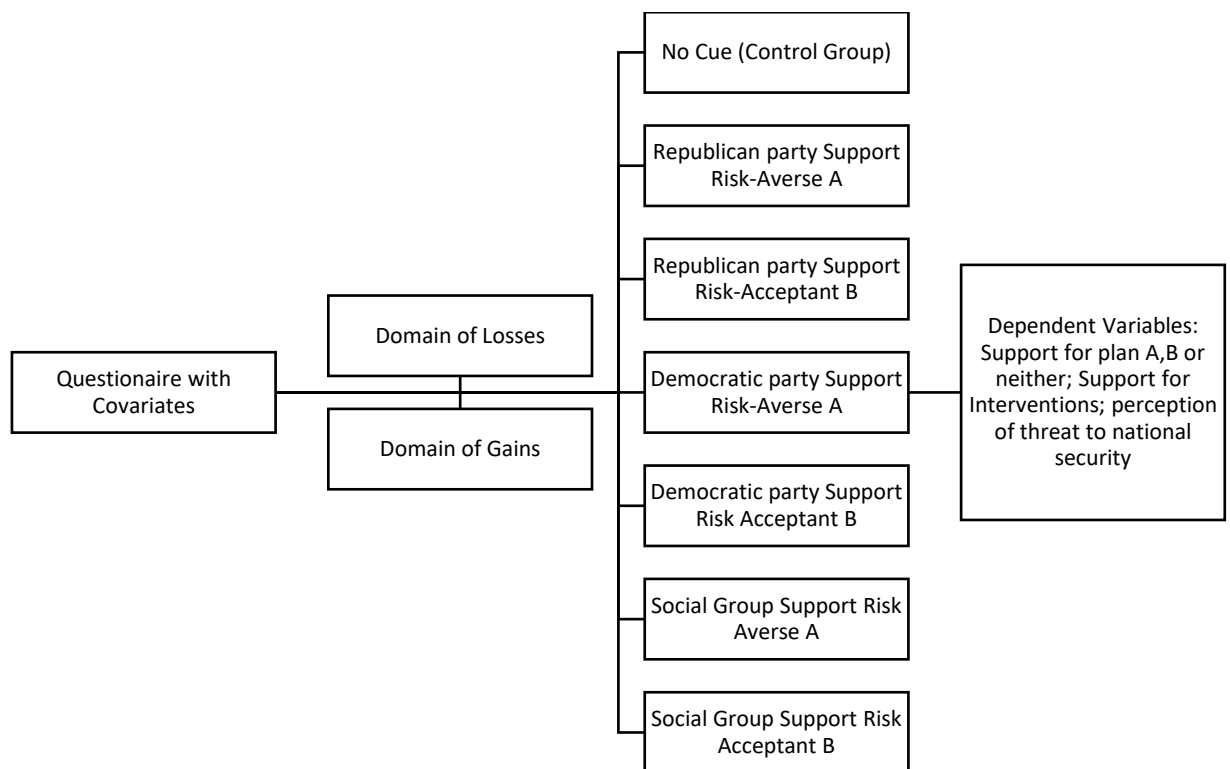 No Cue (Control Group)
Republican party Support
Risk-Averse A
Republican party Support
Risk-Acceptant B
Domain of Losses
Questionaire with
Covariates
Democratic party Support
Risk-Averse A
Dependent Variables:
Support for plan A,B or
neither; Support for
Interventions; perception
of threat to national
security
Domain of Gains
Democratic party Support
Risk Acceptant B
Social Group Support Risk
Averse A
Social Group Support Risk
Acceptant B